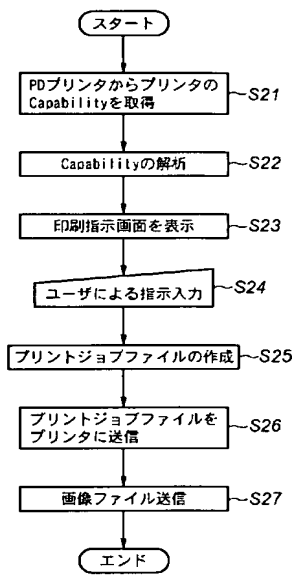 スタート
PDプリンタからプリンタの
Capabilityを取得
S21
Capabilityの解析
S22
印刷指示画面を表示
S23
ユーザによる指示入力
S24
プリントジョブファイルの作成
S25
プリントジョブファイルを
プリンタに送信
S26
画像ファイル送信
S27
エンド